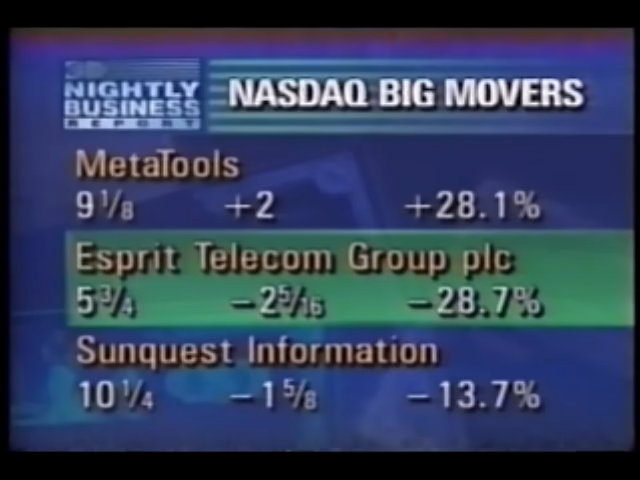 NIGHTLY
BUSINESS
REPORT
NASDAQ BIG MOVERS
MetaTools
9 1/8 +2 +28.1%
Esprit Telecom Group plc
5 3/4 -2 5/16 -28.7%
Sunquest Information
10 1/4 -1 5/8 -13.7%